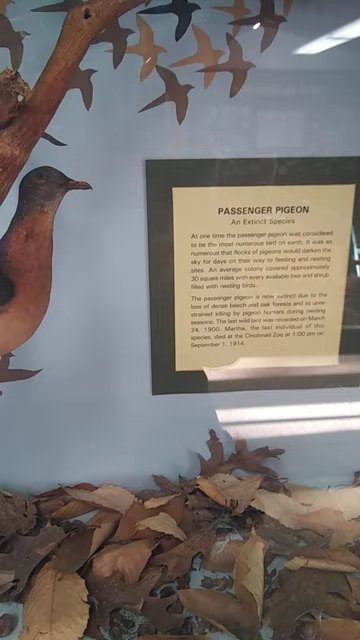 PASSENGER PIGEON
An Extinct Species
At one time the passenger pigeon was considered
to be the most numerous bird on earth. It was so
numerous that flocks of pigeons would darken the
sky for days on their way to feeding and nesting
sites. An average colony covered approximately
30 square miles with every available tree and shrub
filled with nesting birds.
The passenger pigeon is now extinct due to the
loss of dense beech and oak forests and to unre-
strained killing by pigeon hunters during nesting
seasons. The last wild bird was recorded on March
24, 1900. Martha, the last individual of this
species, died at the Cincinnati Zoo at 1:00 pm on
September 1, 1914.